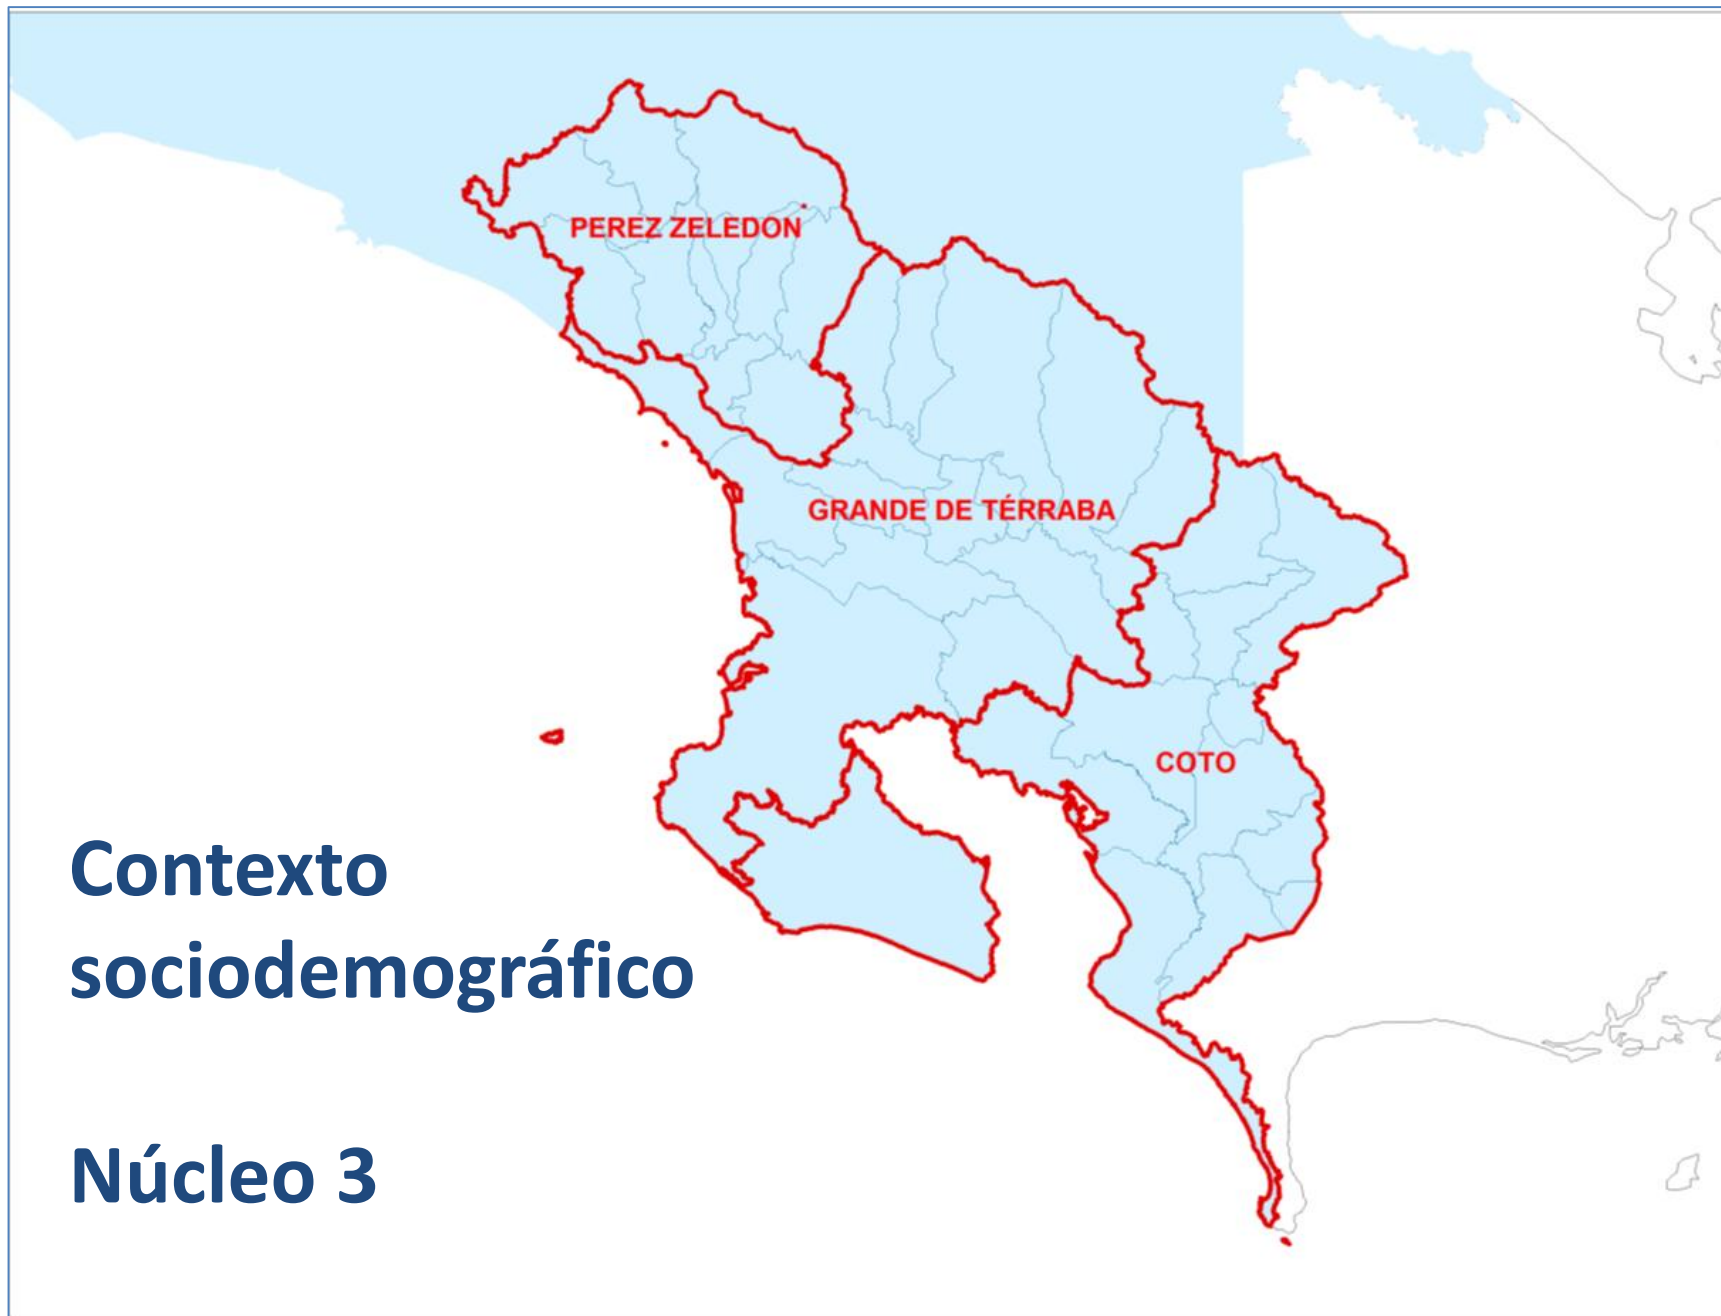 PEREZ ZELEDON
GRANDE DE TÉRRABA
COTO
Contexto
sociodemográfico
Núcleo 3